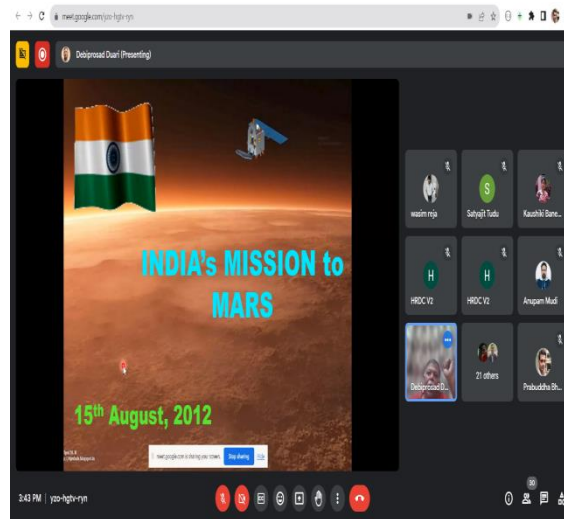 meet.google.com/yzo-hgtv-ryn
Debiprosad Duari (Presenting)
INDIA's MISSION to
MARS
15th August, 2012
meet.google.com is sharing your screen.
Stop sharing
Hide
wasim reja
S
Satyajit Tudu
Kaushiki Bane...
H
HRDC V2
H
HRDC V2
Anupam Mudi
Debiprosad D...
21 others
Prabuddha Bh...
3:43 PM | yzo-hgtv-ryn
30